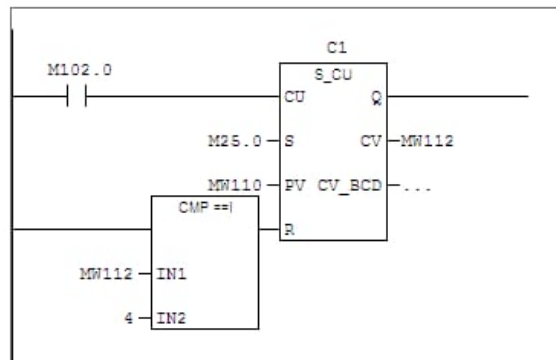 C1
M102.0
S_CU
CU Q
M25.0 S CV MW112
MW110 PV CV_BCD ...
CMP ==I
R
MW112 IN1
4 IN2